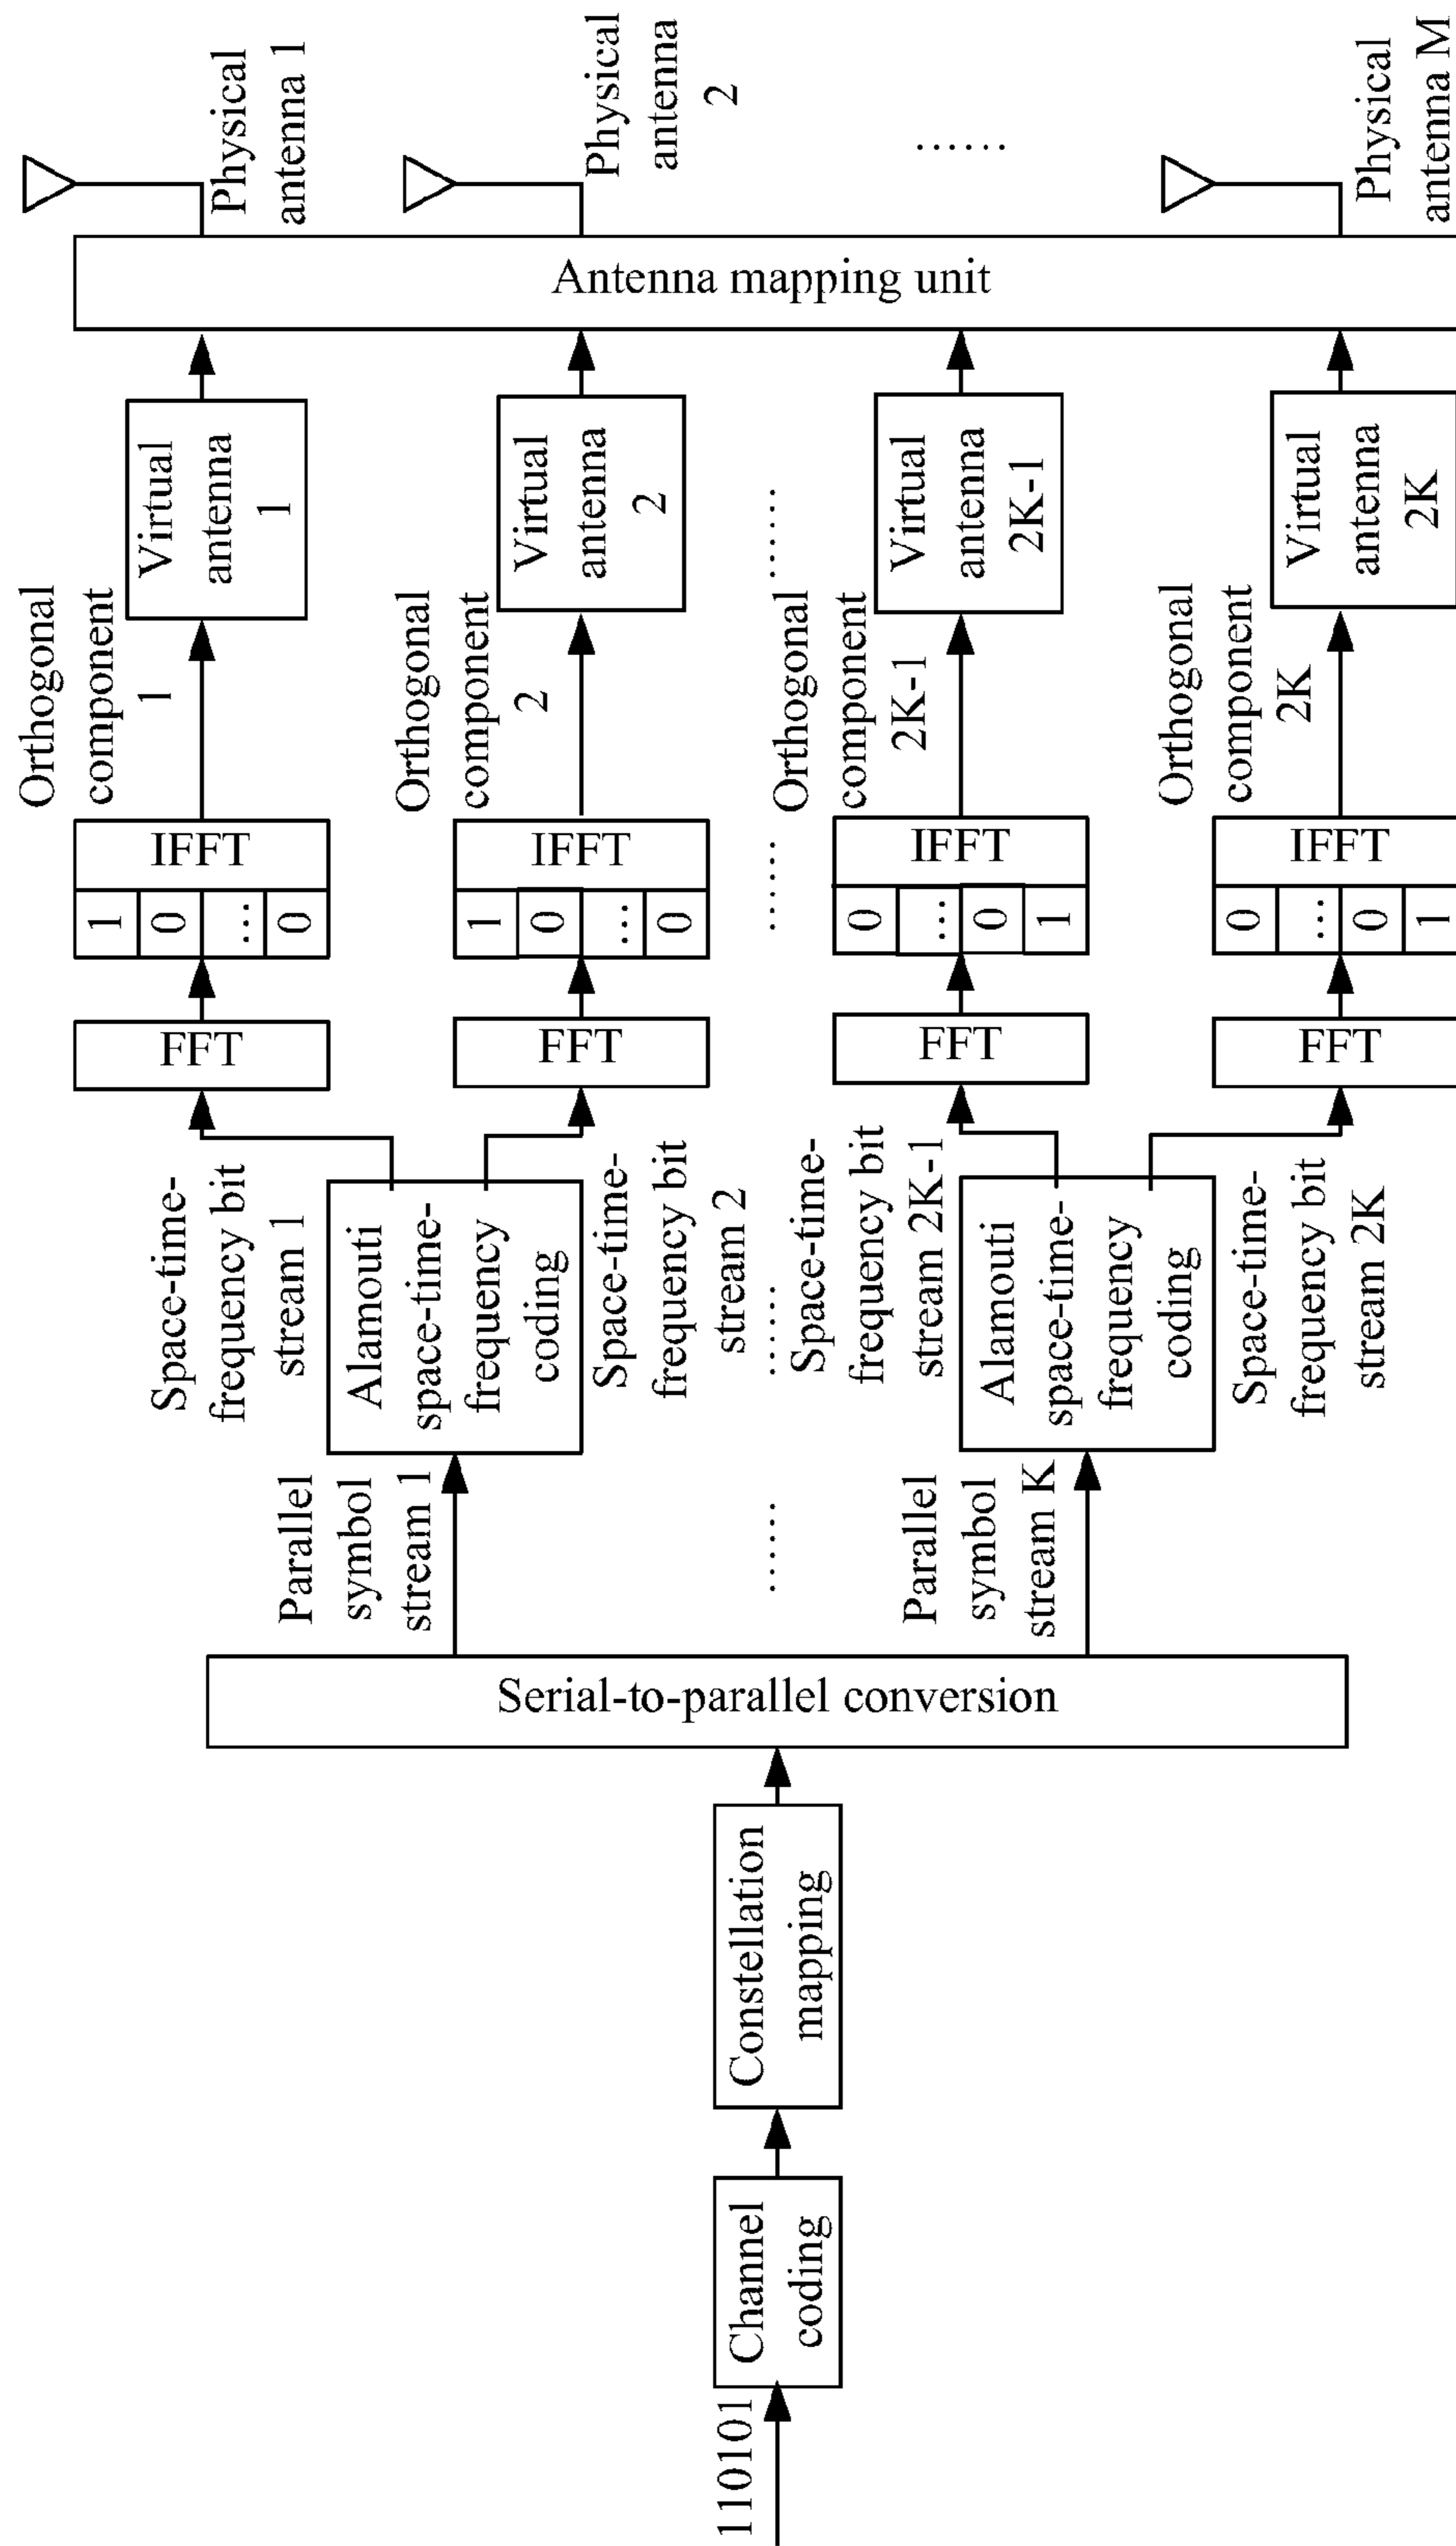 110101
Channel
coding
Constellation
mapping
Serial-to-parallel conversion
Parallel
symbol
stream 1
......
Parallel
symbol
stream K
Alamouti
space-time-
frequency
coding
Alamouti
space-time-
frequency
coding
Space-time-
frequency bit
stream 1
Space-time-
frequency bit
stream 2
......
Space-time-
frequency bit
stream 2K-1
Space-time-
frequency bit
stream 2K
FFT
FFT
FFT
FFT
1
0
...
0
IFFT
1
0
...
0
IFFT
......
0
...
0
1
IFFT
0
...
0
1
IFFT
Orthogonal
component
1
Orthogonal
component
2
Orthogonal
component
2K-1
Orthogonal
component
2K
Virtual
antenna
1
Virtual
antenna
2
......
Virtual
antenna
2K-1
Virtual
antenna
2K
Antenna mapping unit
Physical
antenna 1
Physical
antenna
2
......
Physical
antenna M